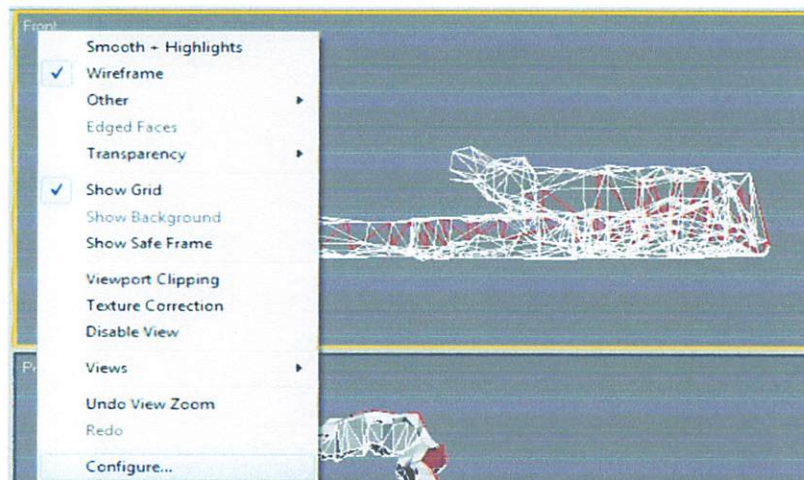 Front
Smooth + Highlights
Wireframe
Other
Edged Faces
Transparency
Show Grid
Show Background
Show Safe Frame
Viewport Clipping
Texture Correction
Disable View
Views
Undo View Zoom
Redo
Configure...